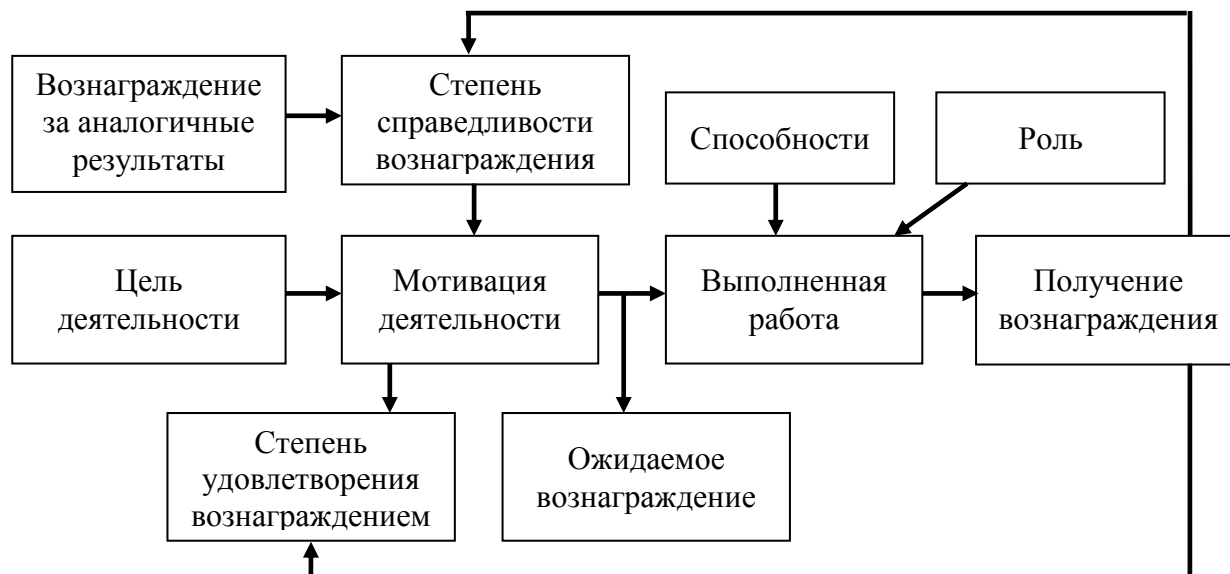 Вознаграждение
за аналогичные
результаты
Степень
справедливости
вознаграждения
Способности
Роль
Цель
деятельности
Мотивация
деятельности
Выполненная
работа
Получение
вознаграждения
Степень
удовлетворения
вознаграждением
Ожидаемое
вознаграждение